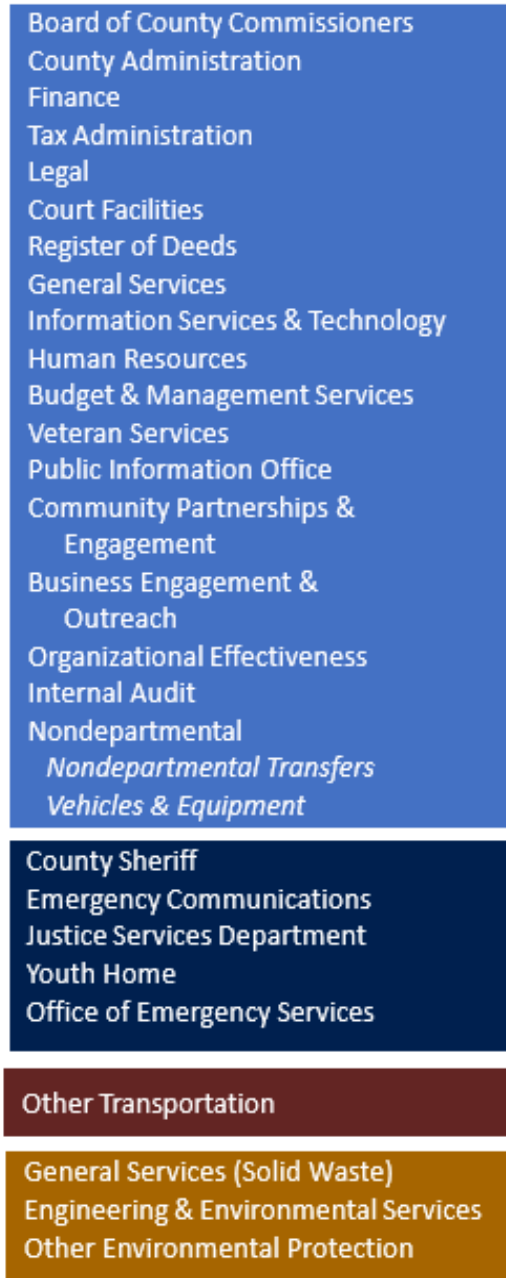 Board of County Commissioners
County Administration
Finance
Tax Administration
Legal
Court Facilities
Register of Deeds
General Services
Information Services & Technology
Human Resources
Budget & Management Services
Veteran Services
Public Information Office
Community Partnerships &
Engagement
Business Engagement &
Outreach
Organizational Effectiveness
Internal Audit
Nondepartmental
Nondepartmental Transfers
Vehicles & Equipment
County Sheriff
Emergency Communications
Justice Services Department
Youth Home
Office of Emergency Services
Other Transportation
General Services (Solid Waste)
Engineering & Environmental Services
Other Environmental Protection